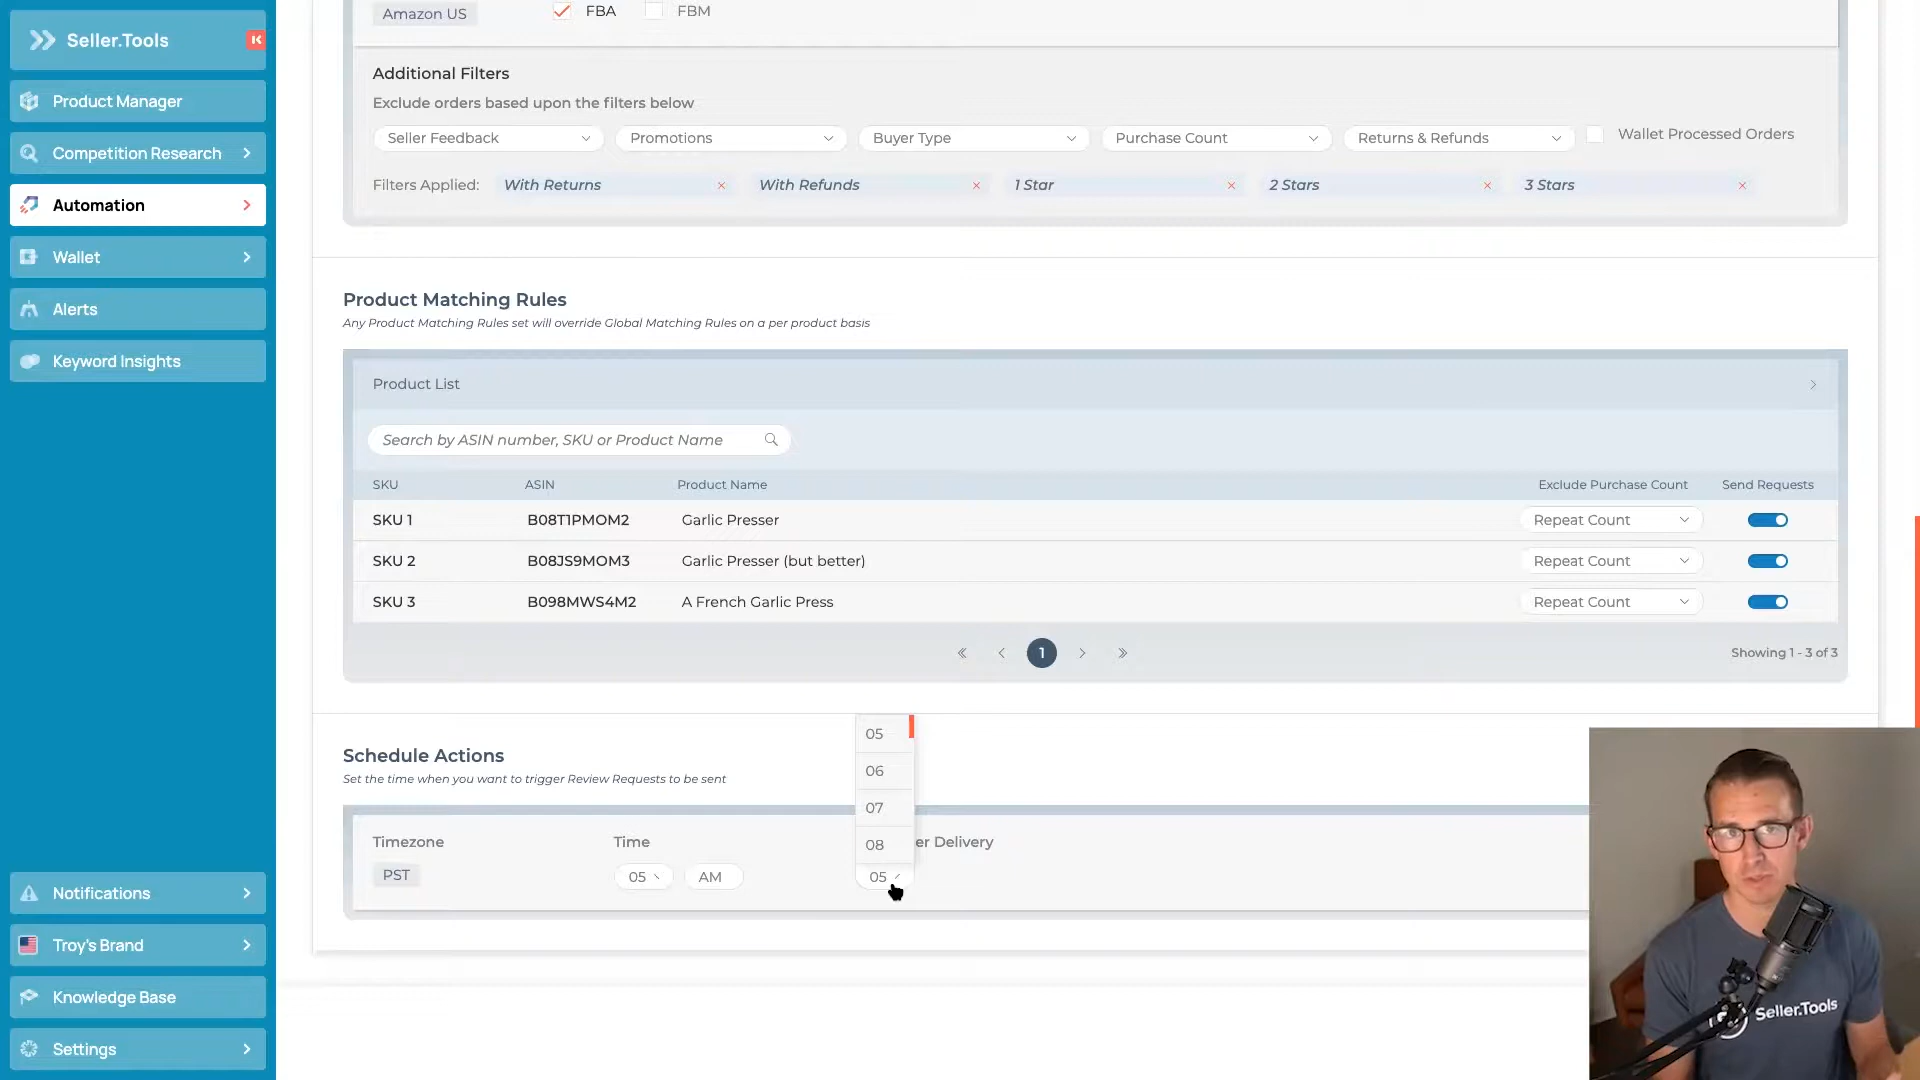 Seller.Tools
Product Manager
Competition Research
Automation
Wallet
Alerts
Keyword Insights
Notifications
Troy's Brand
Knowledge Base
Settings
Amazon US
FBA
FBM
Additional Filters
Exclude orders based upon the filters below
Seller Feedback
Promotions
Buyer Type
Purchase Count
Returns & Refunds
Wallet Processed Orders
Filters Applied:
With Returns
With Refunds
1 Star
2 Stars
3 Stars
Product Matching Rules
Any Product Matching Rules set will override Global Matching Rules on a per product basis
Product List
Search by ASIN number, SKU or Product Name
SKU ASIN Product Name Exclude Purchase Count Send Requests
SKU 1 B08T1PMOM2 Garlic Presser Repeat Count
SKU 2 B08JS9MOM3 Garlic Presser (but better) Repeat Count
SKU 3 B098MWS4M2 A French Garlic Press Repeat Count
1
Showing 1 - 3 of 3
Schedule Actions
Set the time when you want to trigger Review Requests to be sent
05
06
07
08
Timezone Time er Delivery
PST 05 AM 05
Seller.Tools